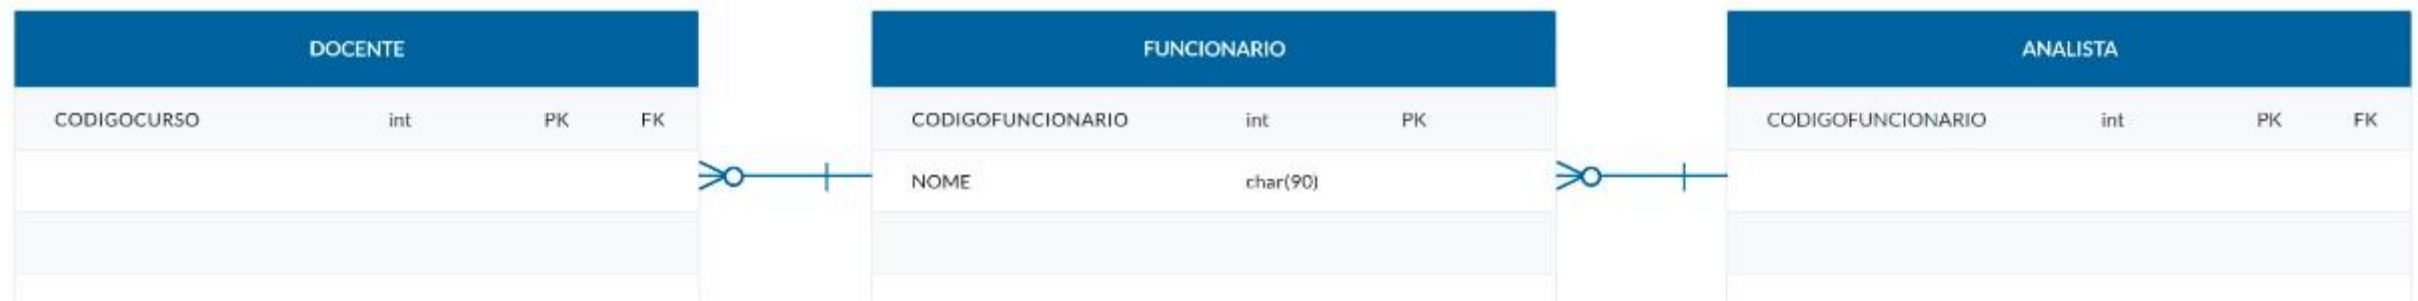 DOCENTE
CODIGOCURSO int PK FK
FUNCIONARIO
CODIGOFUNCIONARIO int PK
NOME char(90)
ANALISTA
CODIGOFUNCIONARIO int PK FK